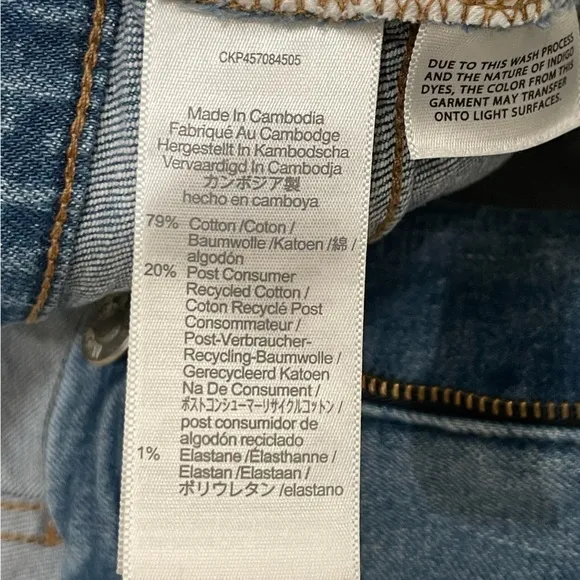 CKP457084505
Made In Cambodia
Fabriqué Au Cambodge
Hergestellt In Kambodscha
Vervaardigd In Cambodja
カンボジア製
hecho en camboya
79% Cotton /Coton /
Baumwolle /Katoen /綿 /
algodón
20% Post Consumer
Recycled Cotton /
Coton Recyclé Post
Consommateur /
Post-Verbraucher-
Recycling-Baumwolle /
Gerecycleerd Katoen
Na De Consument /
ポストコンシューマーリサイクルコットン /
post consumidor de
algodón reciclado
1% Elastane /Élasthanne /
Elastan /Elastaan /
ポリウレタン /elastano
DUE TO THIS WASH PROCESS
AND THE NATURE OF INDIGO
DYES, THE COLOR FROM THIS
GARMENT MAY TRANSFER
ONTO LIGHT SURFACES.